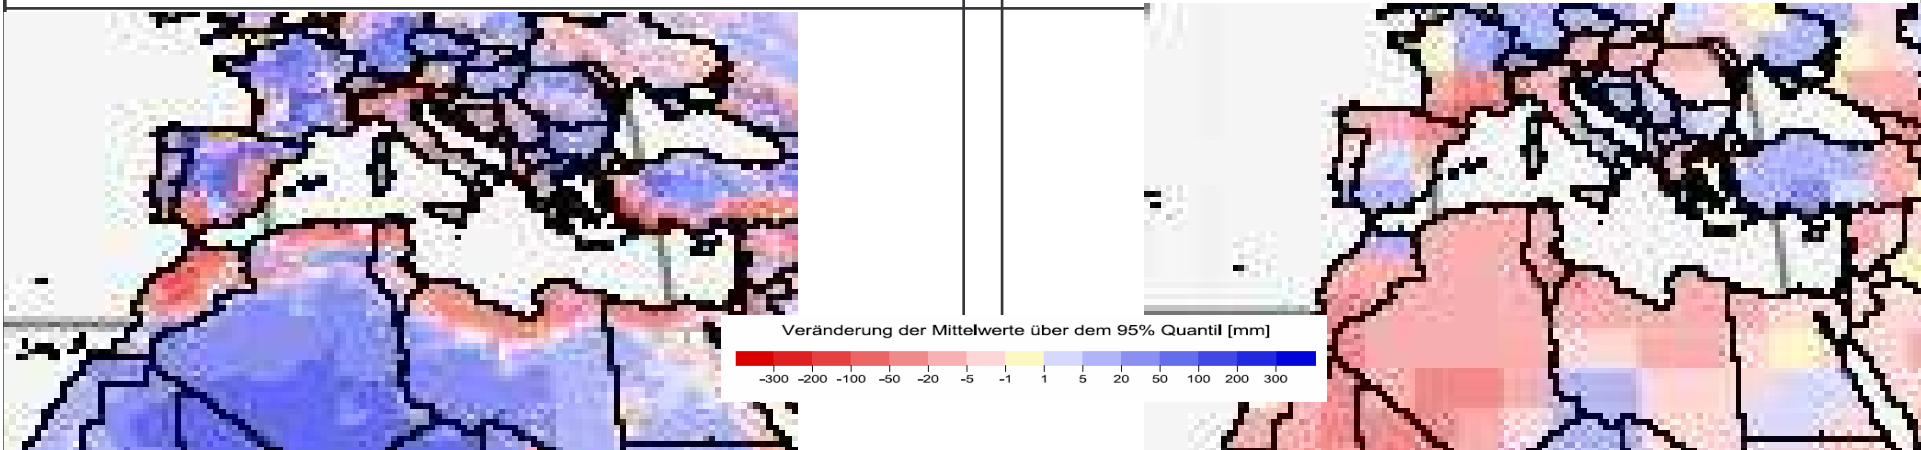 Veränderung der Mittelwerte über dem 95% Quantil [mm]
-300 -200 -100 -50 -20 -5 -1 1 5 20 50 100 200 300